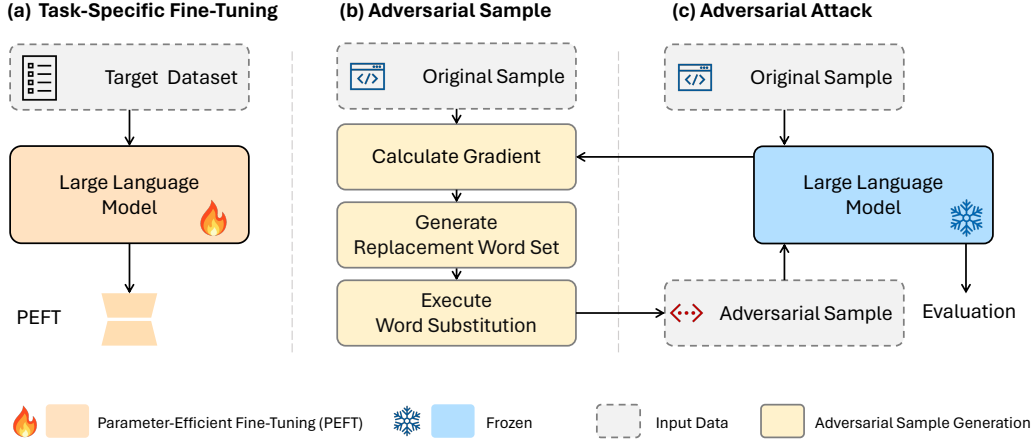 (a) Task-Specific Fine-Tuning
Target Dataset
Large Language
Model
PEFT
(b) Adversarial Sample
Original Sample
Calculate Gradient
Generate
Replacement Word Set
Execute
Word Substitution
(c) Adversarial Attack
Original Sample
Large Language
Model
Adversarial Sample
Evaluation
Parameter-Efficient Fine-Tuning (PEFT)
Frozen
Input Data
Adversarial Sample Generation